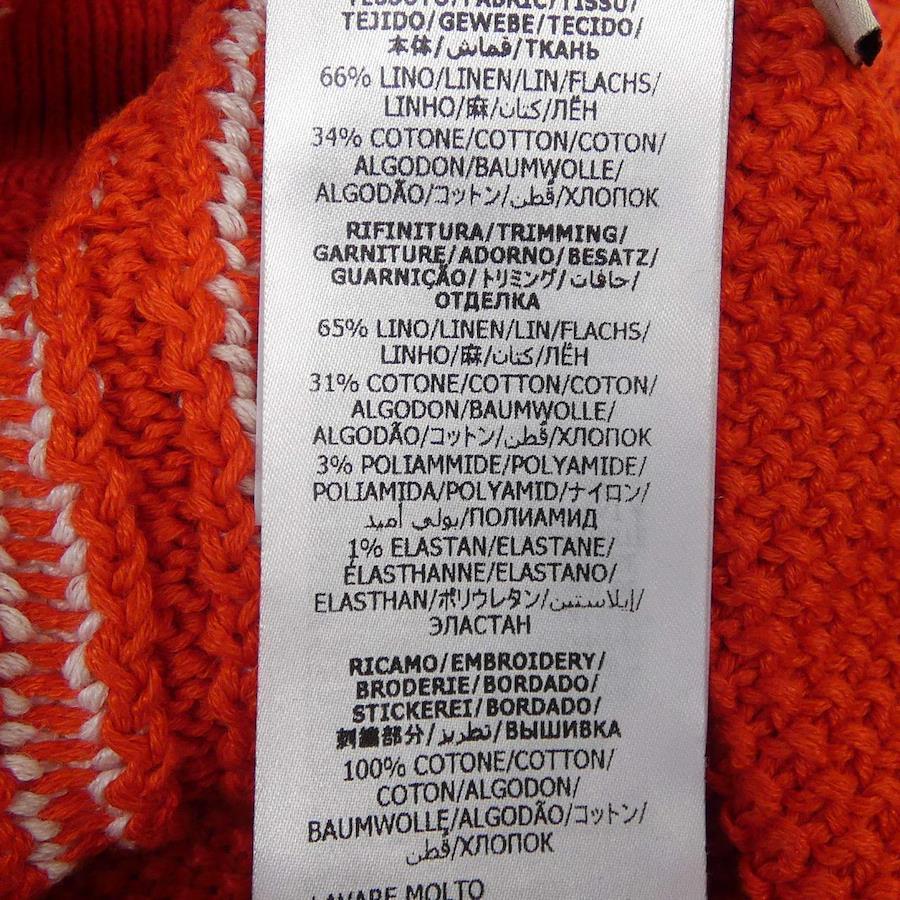 TESSUTO/FABRIC/TISSU/
TEJIDO/GEWEBE/TECIDO/
本体/قماش/ТКАНЬ
66% LINO/LINEN/LIN/FLACHS/
LINHO/麻/كتان/ЛЁН
34% COTONE/COTTON/COTON/
ALGODON/BAUMWOLLE/
ALGODÃO/コットン/قطن/ХЛОПОК
RIFINITURA/TRIMMING/
GARNITURE/ADORNO/BESATZ/
GUARNIÇÃO/トリミング/حافات/
ОТДЕЛКА
65% LINO/LINEN/LIN/FLACHS/
LINHO/麻/كتان/ЛЁН
31% COTONE/COTTON/COTON/
ALGODON/BAUMWOLLE/
ALGODÃO/コットン/قطن/ХЛОПОК
3% POLIAMMIDE/POLYAMIDE/
POLIAMIDA/POLYAMID/ナイロン/
بولي أميد/ПОЛИАМИД
1% ELASTAN/ELASTANE/
ÉLASTHANNE/ELASTANO/
ELASTHAN/ポリウレタン/إيلاستين/
ЭЛАСТАН
RICAMO/EMBROIDERY/
BRODERIE/BORDADO/
STICKEREI/BORDADO/
刺繍部分/تطريز/ВЫШИВКА
100% COTONE/COTTON/
COTON/ALGODON/
BAUMWOLLE/ALGODÃO/コットン/
قطن/ХЛОПОК
LAVARE MOLTO